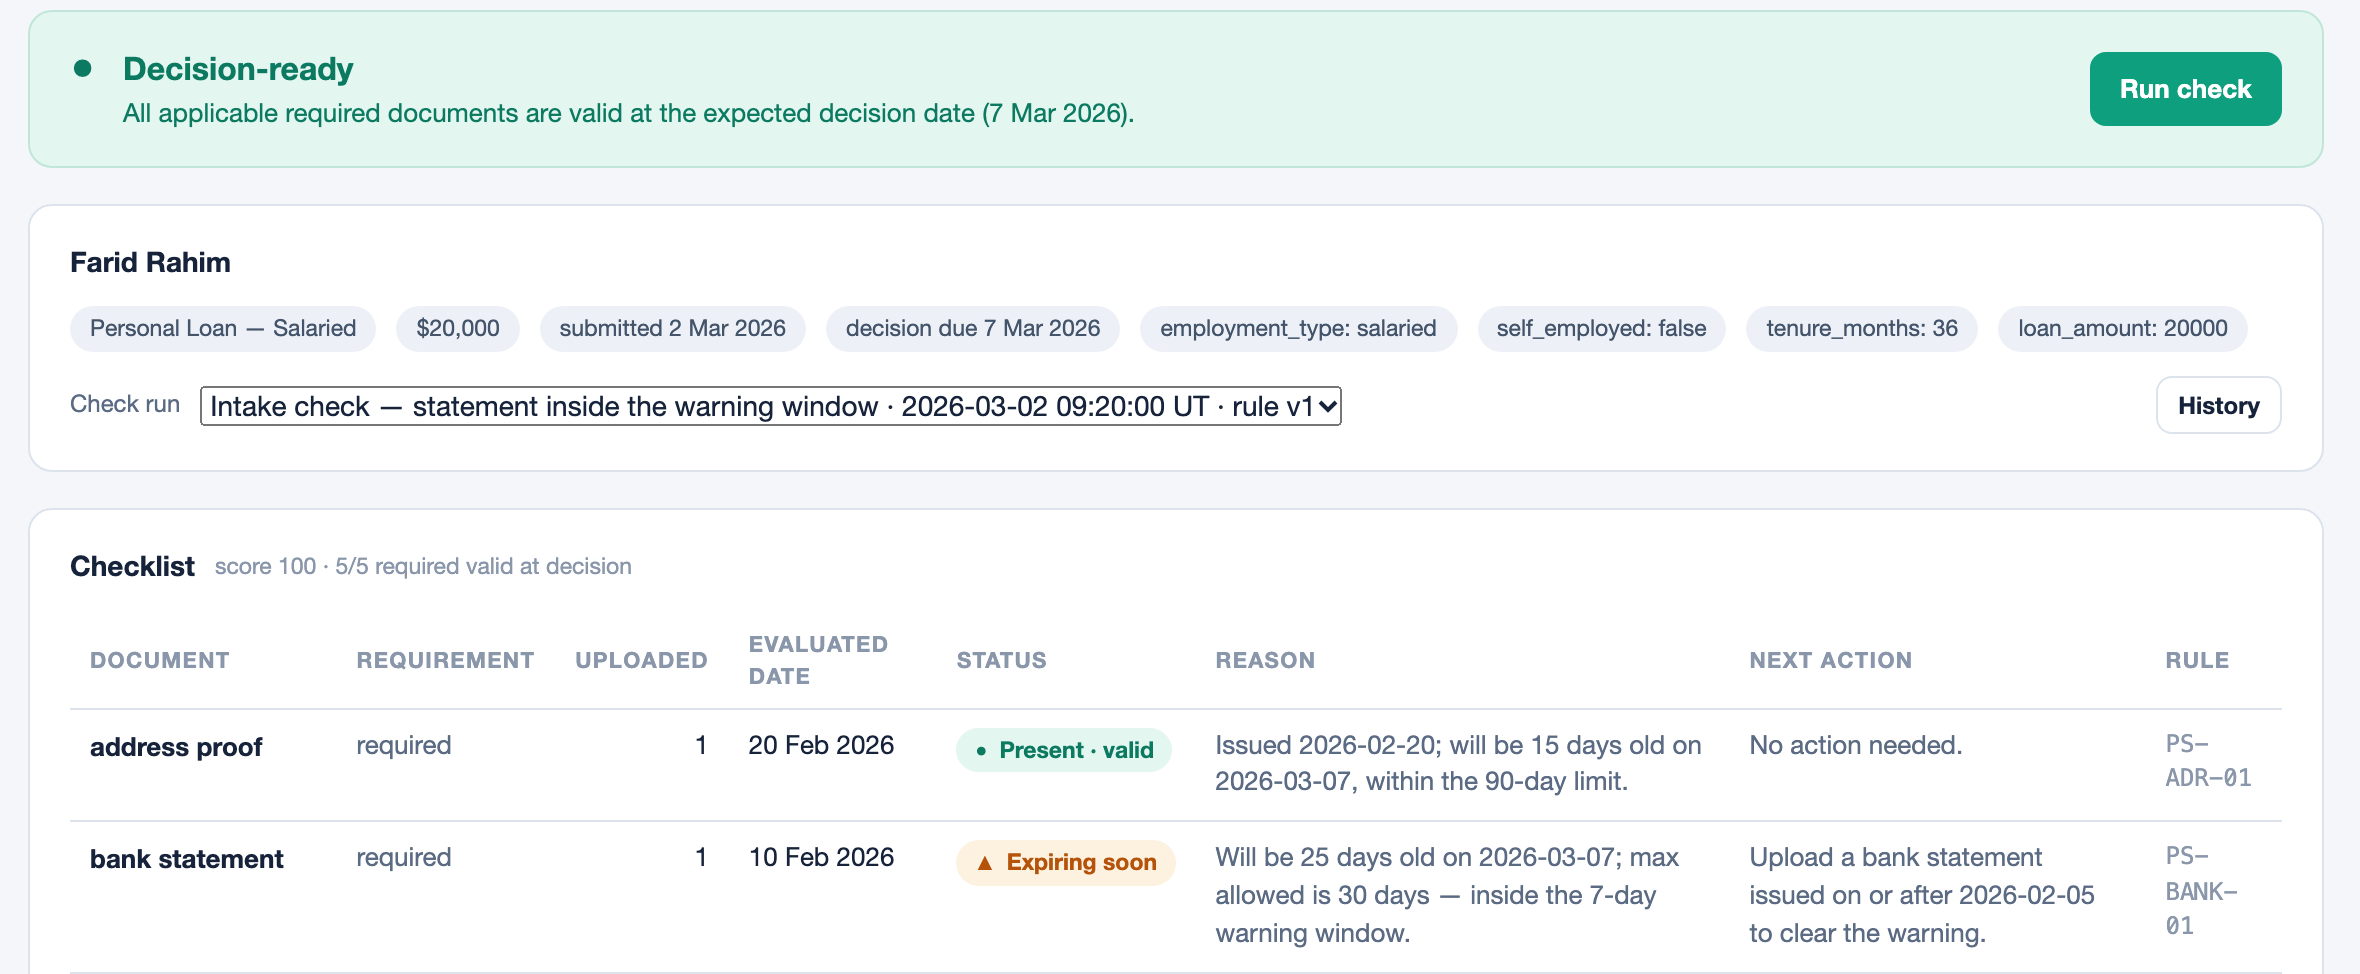 Decision-ready
All applicable required documents are valid at the expected decision date (7 Mar 2026).
Run check
Farid Rahim
Personal Loan — Salaried
$20,000
submitted 2 Mar 2026
decision due 7 Mar 2026
employment_type: salaried
self_employed: false
tenure_months: 36
loan_amount: 20000
Check run
Intake check — statement inside the warning window · 2026-03-02 09:20:00 UT · rule v1
History
Checklist
score 100 · 5/5 required valid at decision
DOCUMENT
REQUIREMENT
UPLOADED
EVALUATED
DATE
STATUS
REASON
NEXT ACTION
RULE
address proof
required
1
20 Feb 2026
● Present · valid
Issued 2026-02-20; will be 15 days old on
2026-03-07, within the 90-day limit.
No action needed.
PS-
ADR-01
bank statement
required
1
10 Feb 2026
▲ Expiring soon
Will be 25 days old on 2026-03-07; max
allowed is 30 days — inside the 7-day
warning window.
Upload a bank statement
issued on or after 2026-02-05
to clear the warning.
PS-
BANK-
01